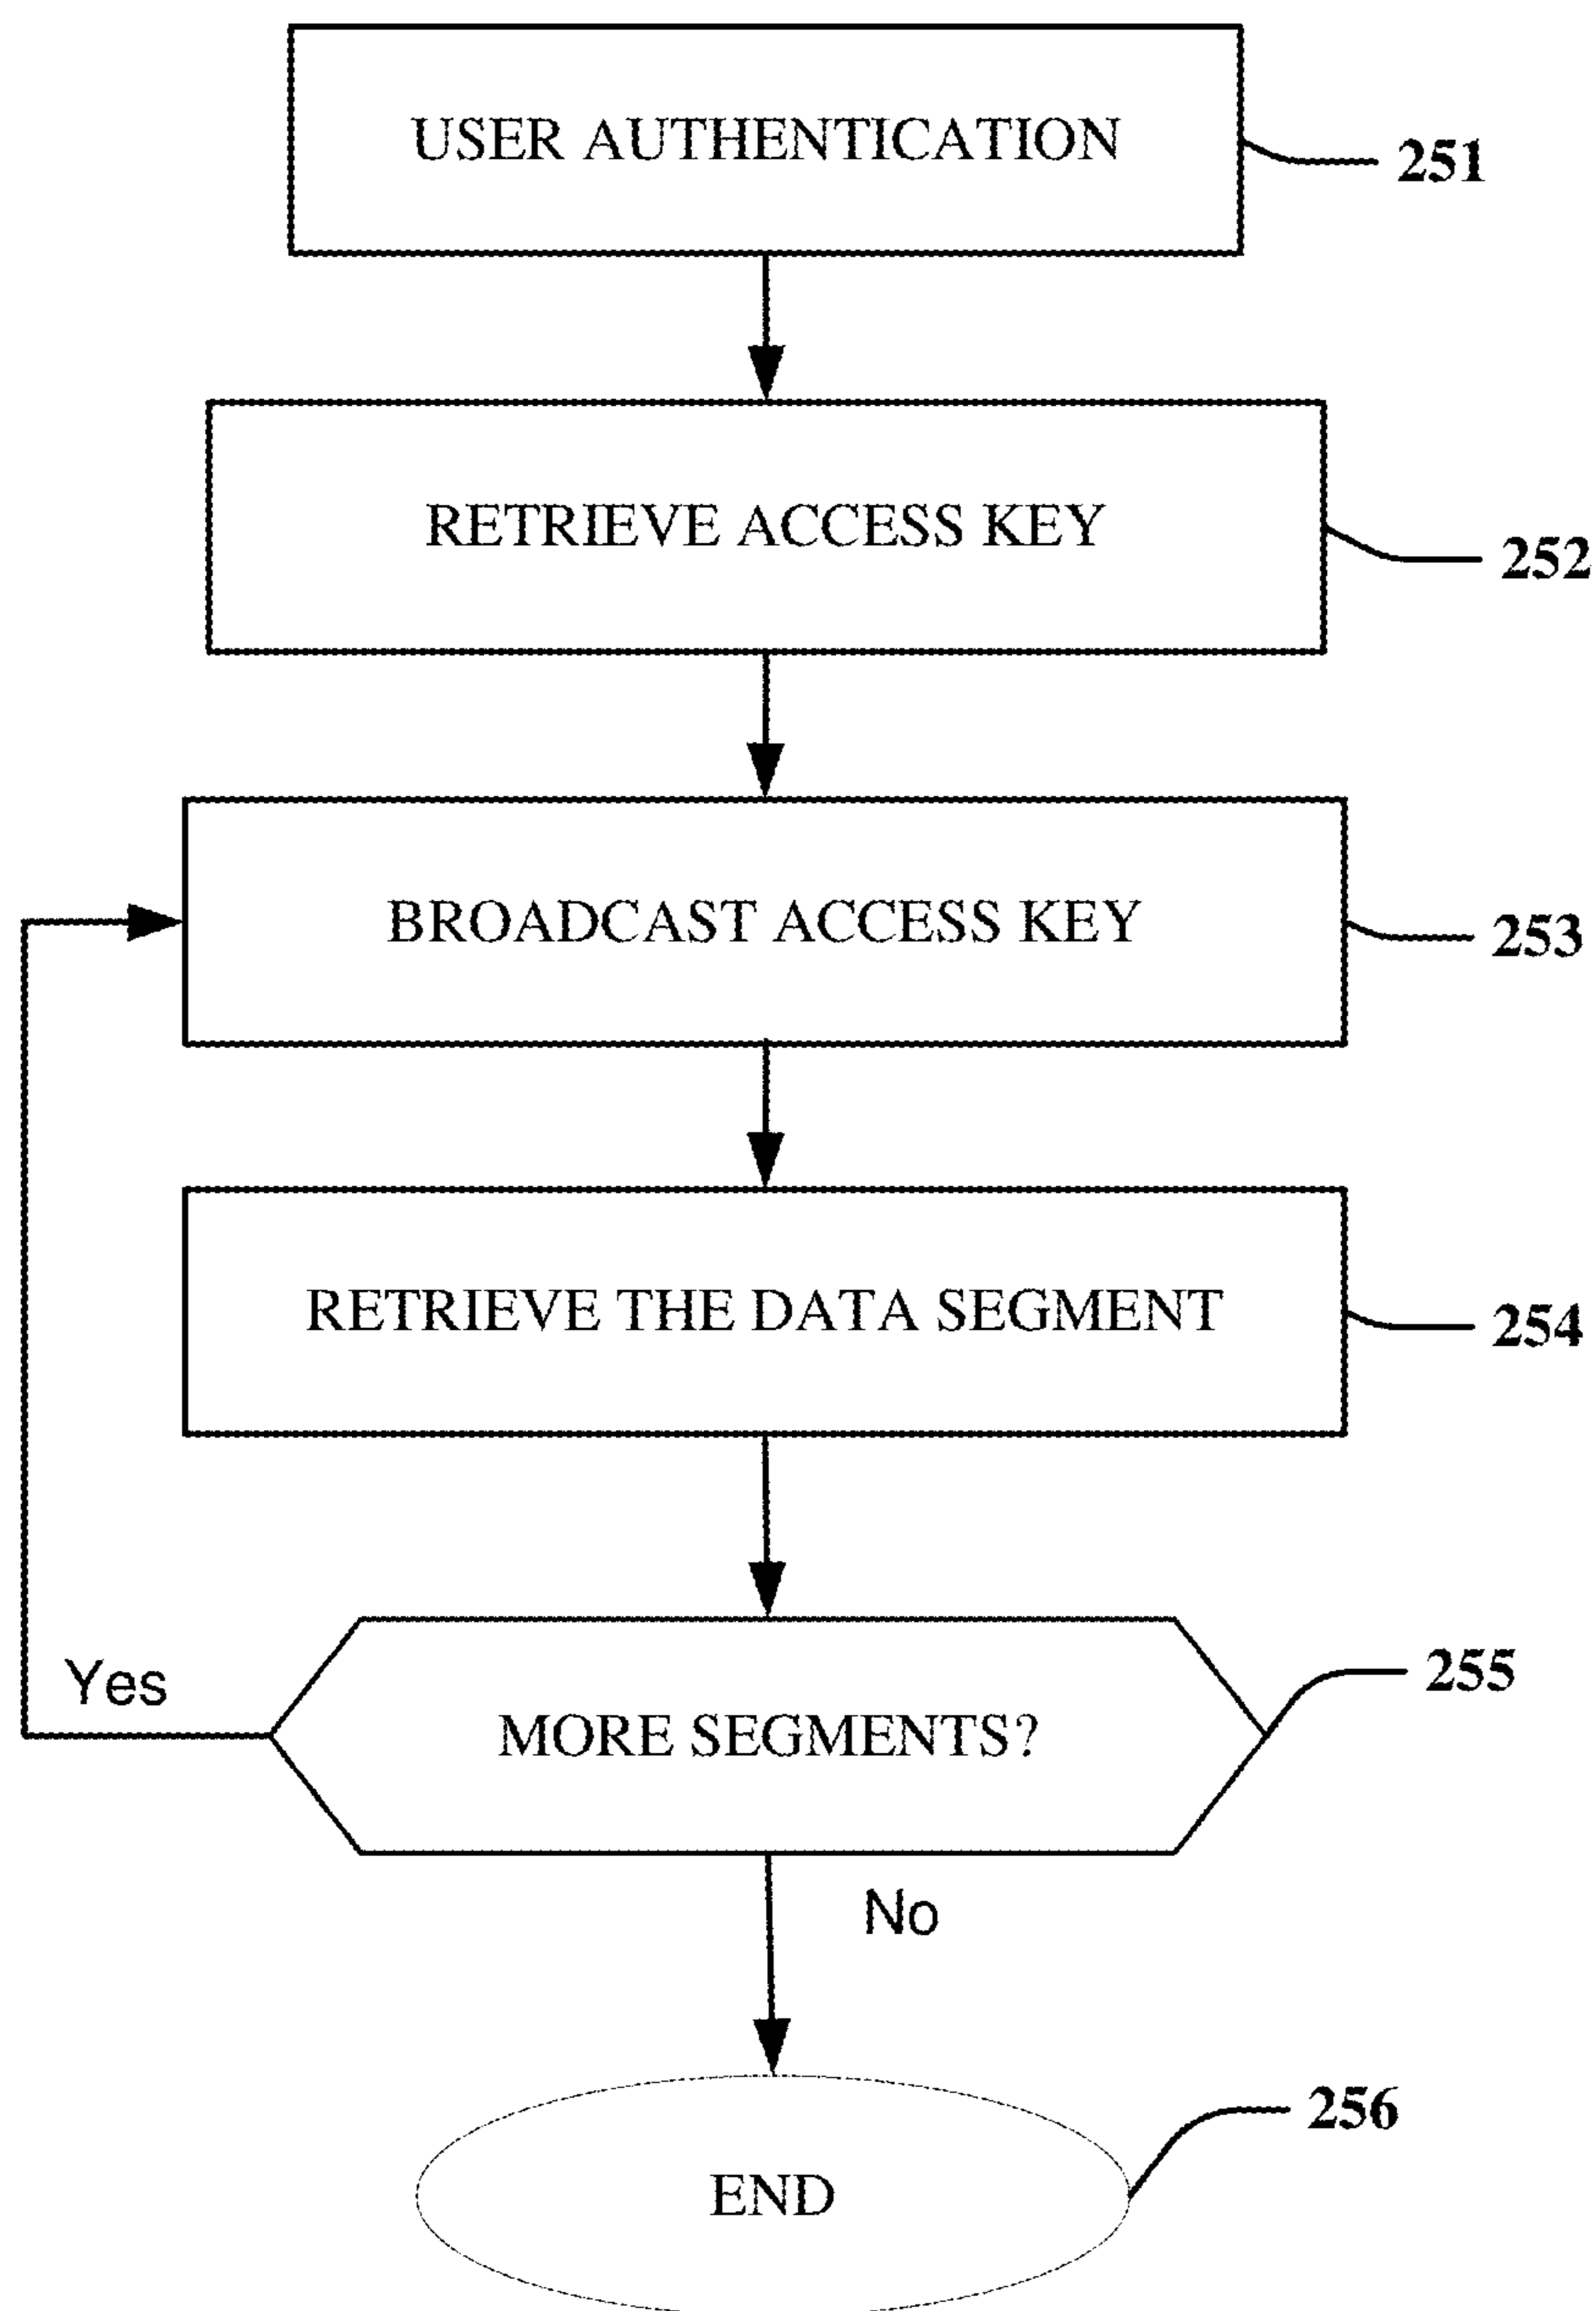 USER AUTHENTICATION
251
RETRIEVE ACCESS KEY
252
BROADCAST ACCESS KEY
253
RETRIEVE THE DATA SEGMENT
254
Yes
MORE SEGMENTS?
255
No
END
256